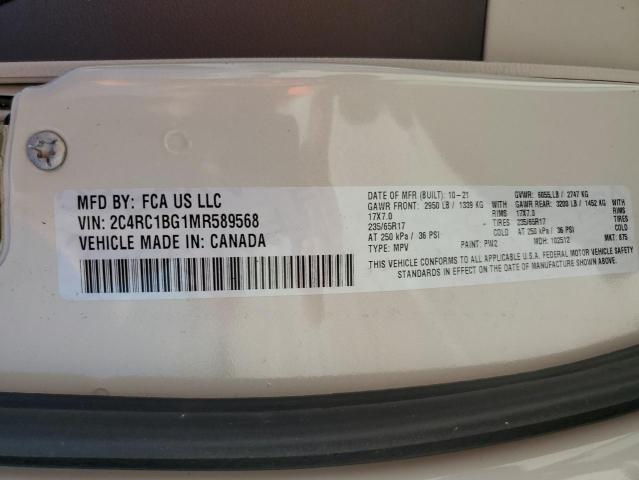 MFD BY: FCA US LLC
VIN: 2C4RC1BG1MR589568
VEHICLE MADE IN: CANADA
DATE OF MFR (BUILT): 10-21 GVWR: 6055 LB / 2747 KG
GAWR FRONT: 2950 LB / 1339 KG WITH GAWR REAR: 3200 LB / 1452 KG WITH
17X7.0 RIMS 17X7.0 RIMS
235/65R17 TIRES 235/65R17 TIRES
AT 250 kPa / 36 PSI COLD AT 250 kPa / 36 PSI COLD
TYPE: MPV PAINT: PW2 MDH: 102512 MKT: 875
THIS VEHICLE CONFORMS TO ALL APPLICABLE U.S.A. FEDERAL MOTOR VEHICLE SAFETY
STANDARDS IN EFFECT ON THE DATE OF MANUFACTURE SHOWN ABOVE.